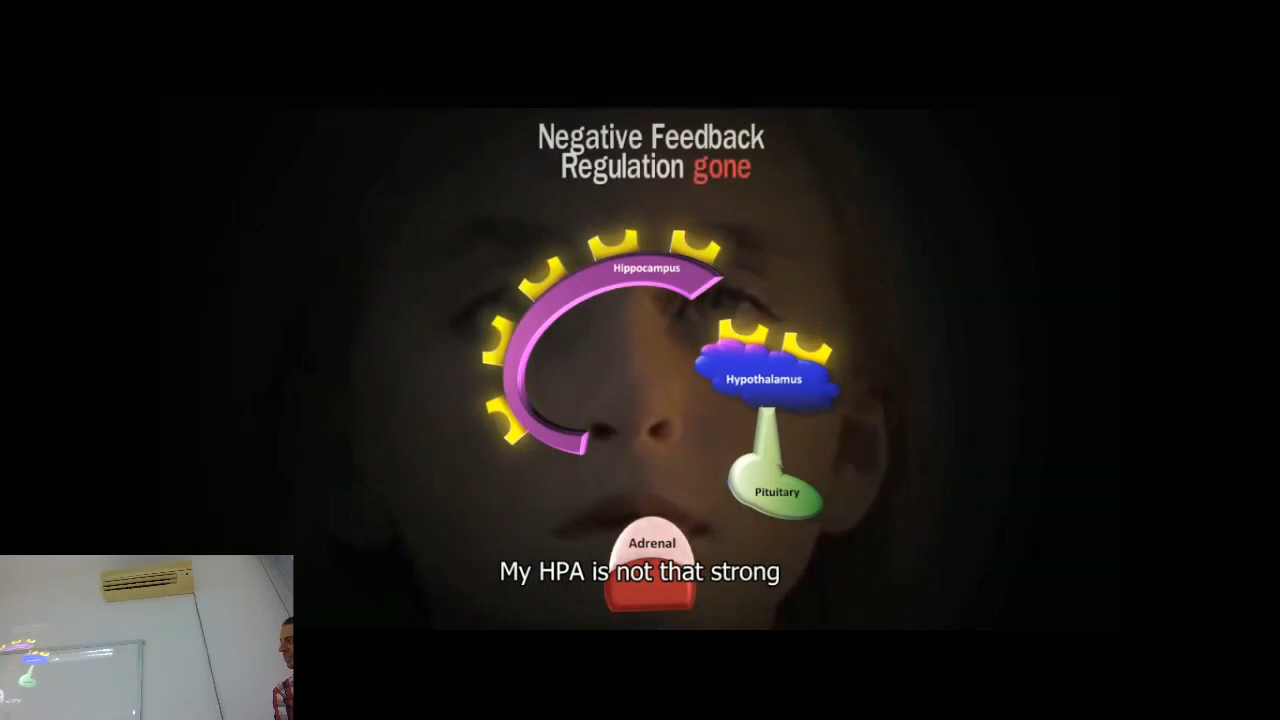 Negative Feedback
Regulation gone
Hippocampus
Hypothalamus
Pituitary
Adrenal
My HPA is not that strong